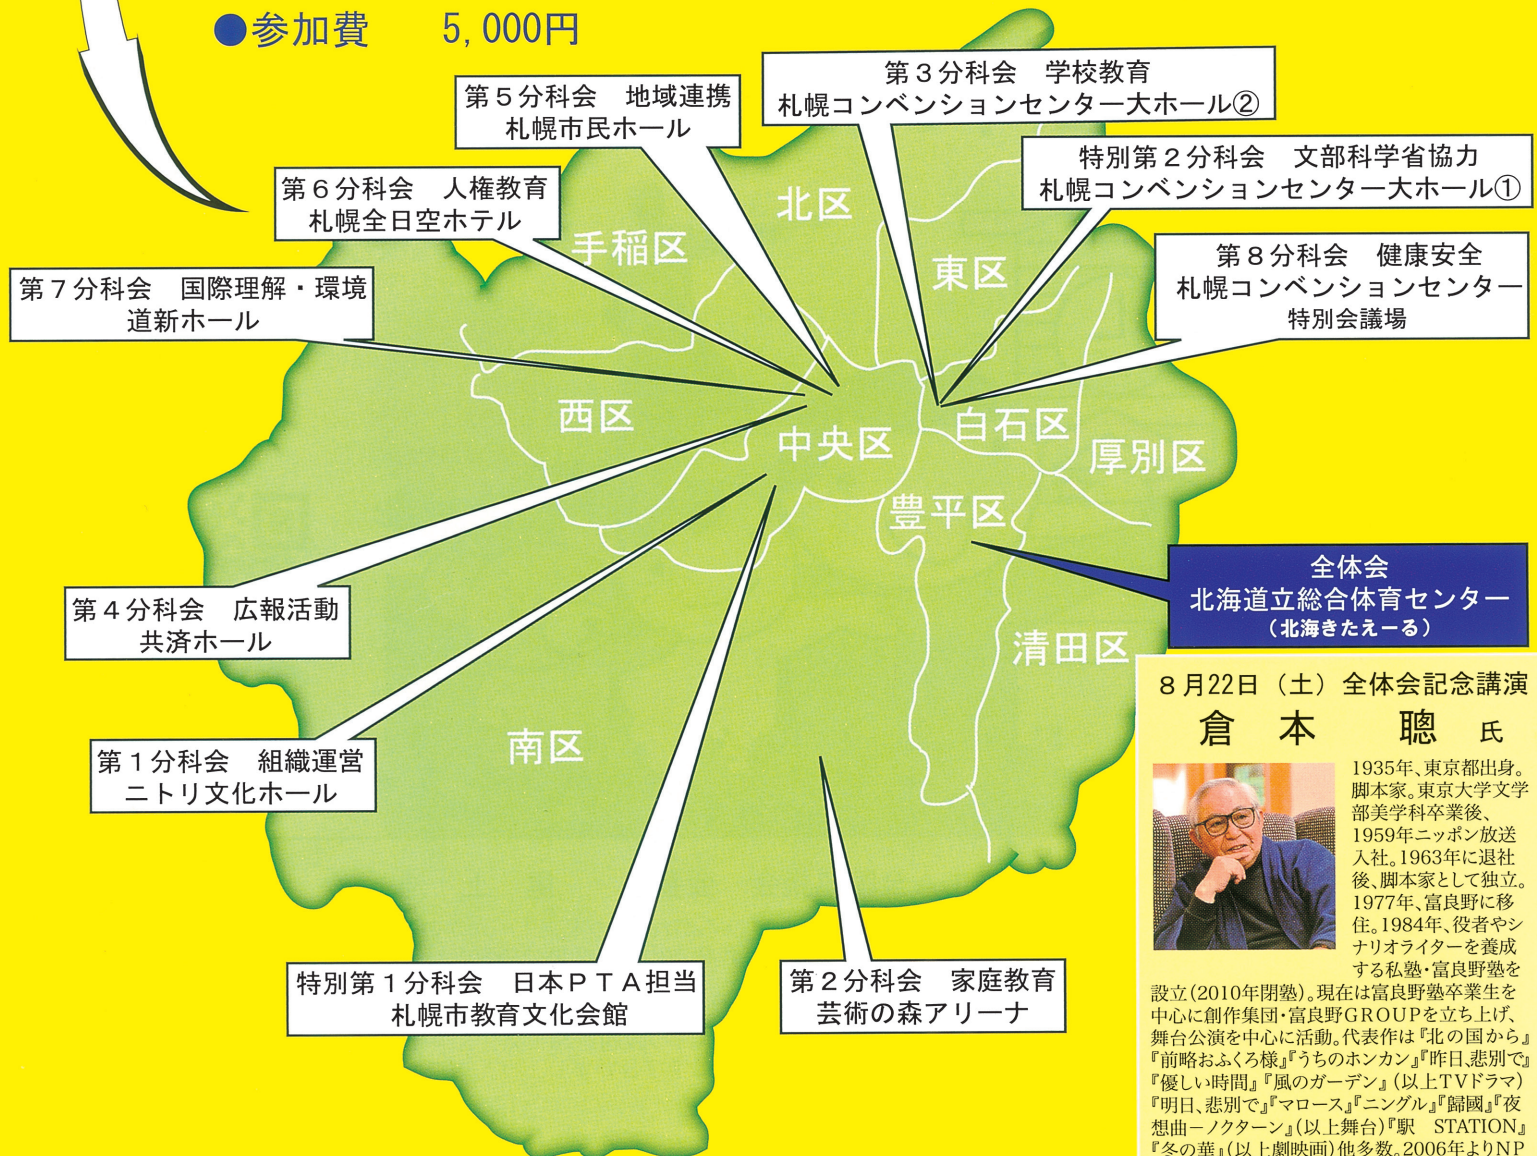 ●参加費　5,000円
第３分科会　学校教育
札幌コンベンションセンター大ホール②
第５分科会　地域連携
札幌市民ホール
特別第２分科会　文部科学省協力
札幌コンベンションセンター大ホール①
第６分科会　人権教育
札幌全日空ホテル
第８分科会　健康安全
札幌コンベンションセンター
特別会議場
第７分科会　国際理解・環境
道新ホール
北区
手稲区
東区
西区
中央区
白石区
厚別区
豊平区
清田区
南区
全体会
北海道立総合体育センター
（北海きたえーる）
第４分科会　広報活動
共済ホール
第１分科会　組織運営
ニトリ文化ホール
特別第１分科会　日本ＰＴＡ担当
札幌市教育文化会館
第２分科会　家庭教育
芸術の森アリーナ
８月22日（土）全体会記念講演
倉　本　　聰　氏
1935年、東京都出身。
脚本家。東京大学文学
部美学科卒業後、
1959年ニッポン放送
入社。1963年に退社
後、脚本家として独立。
1977年、富良野に移
住。1984年、役者やシ
ナリオライターを養成
する私塾・富良野塾を
設立（2010年閉塾）。現在は富良野塾卒業生を
中心に創作集団・富良野GROUPを立ち上げ、
舞台公演を中心に活動。代表作は『北の国から』
『前略おふくろ様』『うちのホンカン』『昨日、悲別で』
『優しい時間』『風のガーデン』（以上TVドラマ）
『明日、悲別で』『マロース』『ニングル』『歸國』『夜
想曲－ノクターン』（以上舞台）『駅　STATION』
『冬の華』（以上劇映画）他多数。2006年よりNP